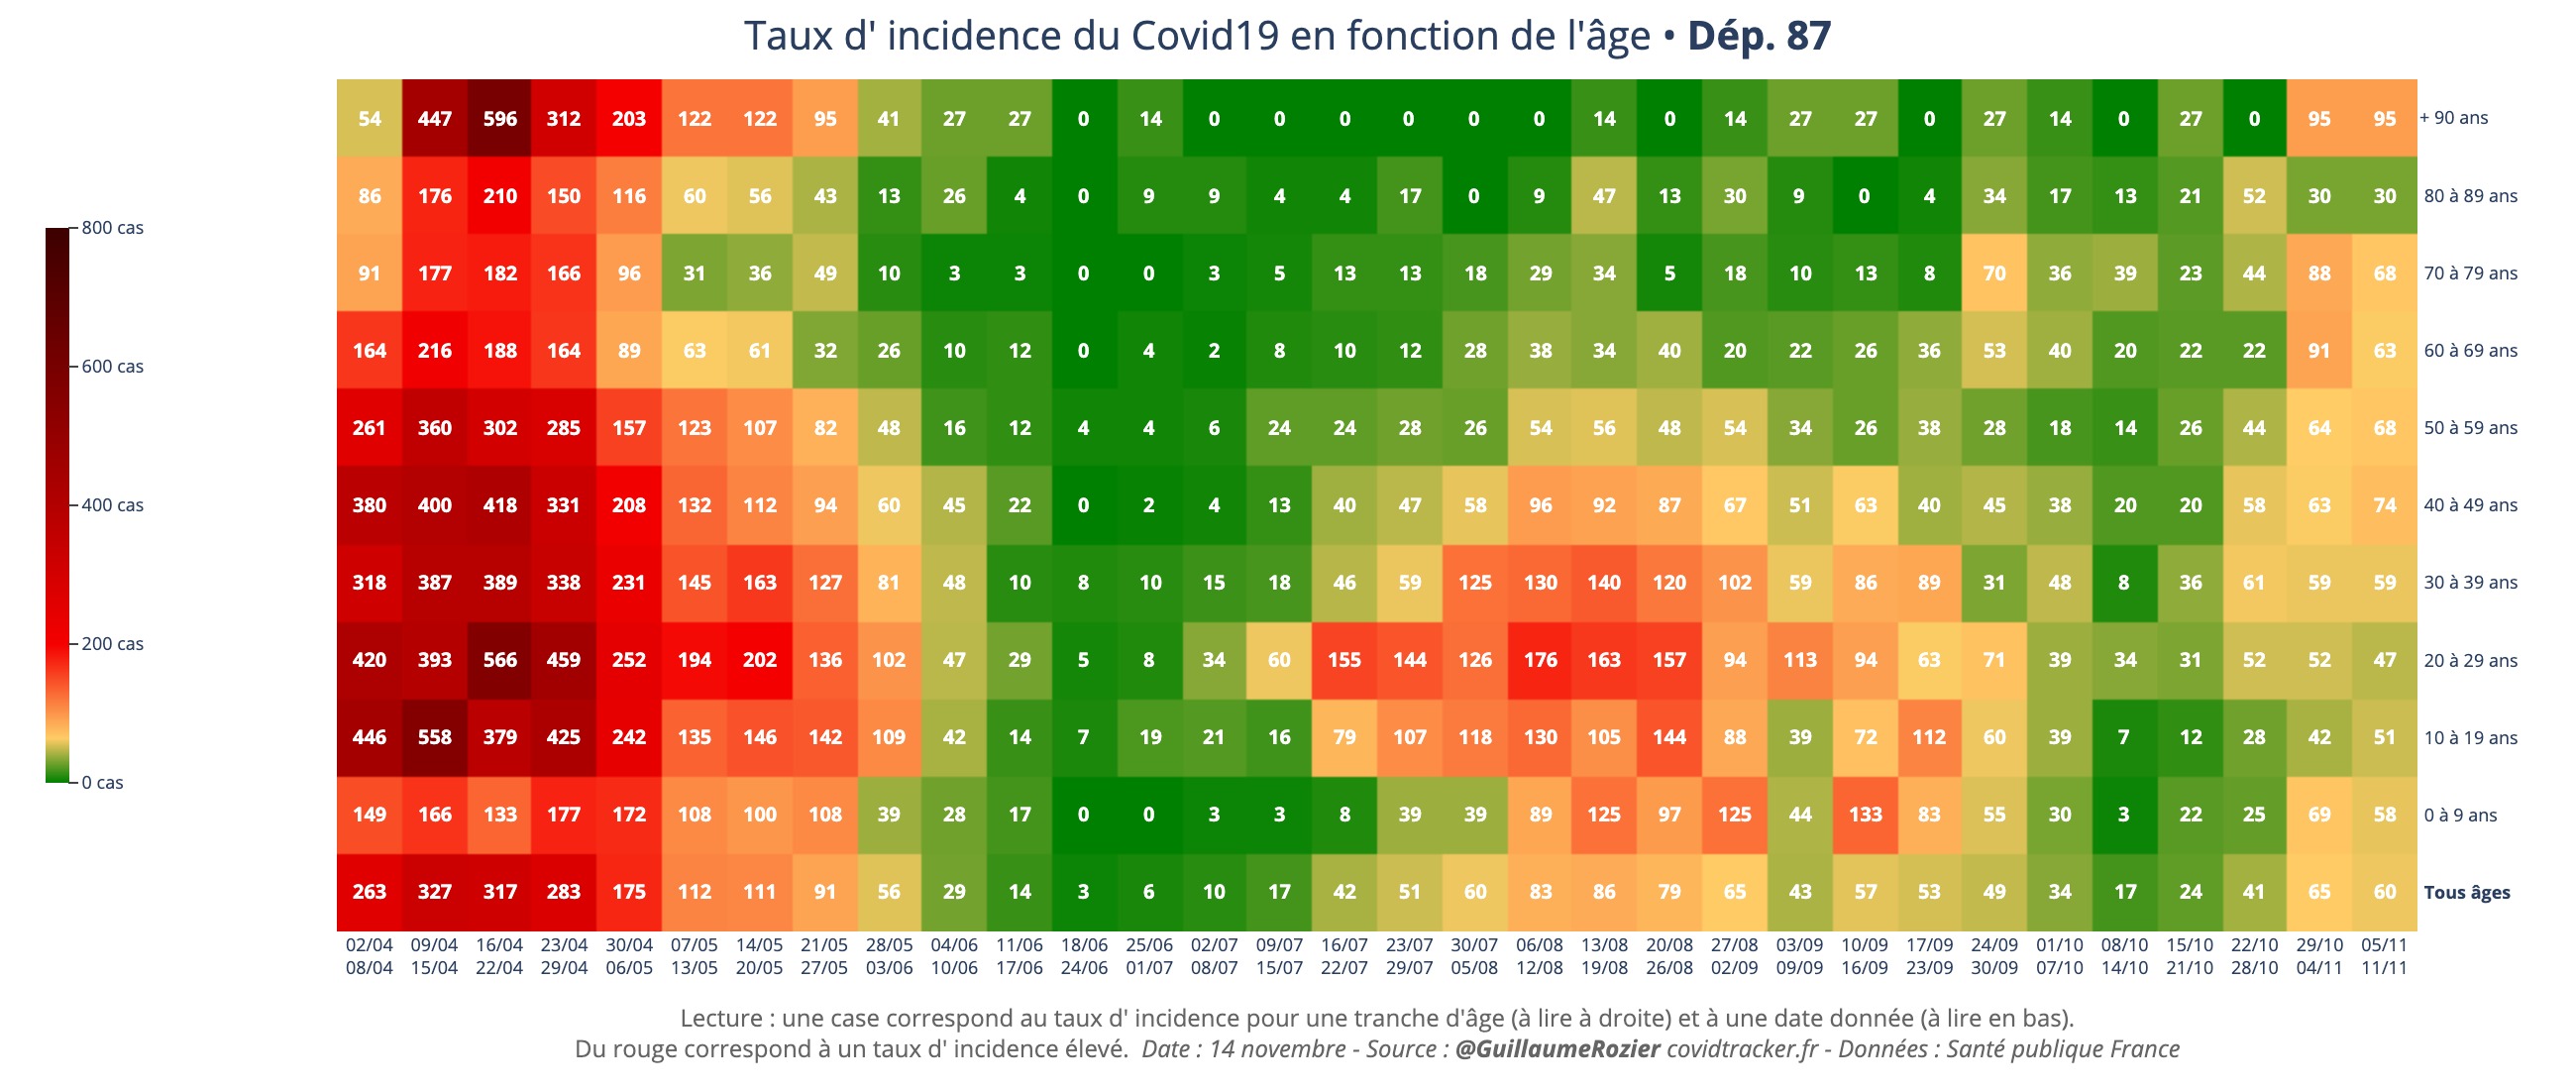 Taux d' incidence du Covid19 en fonction de l'âge • Dép. 87
800 cas
600 cas
400 cas
200 cas
0 cas
54 447 596 312 203 122 122 95 41 27 27 0 14 0 0 0 0 0 0 14 0 14 27 27 0 27 14 0 27 0 95 95 + 90 ans
86 176 210 150 116 60 56 43 13 26 4 0 9 9 4 4 17 0 9 47 13 30 9 0 4 34 17 13 21 52 30 30 80 à 89 ans
91 177 182 166 96 31 36 49 10 3 3 0 0 3 5 13 13 18 29 34 5 18 10 13 8 70 36 39 23 44 88 68 70 à 79 ans
164 216 188 164 89 63 61 32 26 10 12 0 4 2 8 10 12 28 38 34 40 20 22 26 36 53 40 20 22 22 91 63 60 à 69 ans
261 360 302 285 157 123 107 82 48 16 12 4 4 6 24 24 28 26 54 56 48 54 34 26 38 28 18 14 26 44 64 68 50 à 59 ans
380 400 418 331 208 132 112 94 60 45 22 0 2 4 13 40 47 58 96 92 87 67 51 63 40 45 38 20 20 58 63 74 40 à 49 ans
318 387 389 338 231 145 163 127 81 48 10 8 10 15 18 46 59 125 130 140 120 102 59 86 89 31 48 8 36 61 59 59 30 à 39 ans
420 393 566 459 252 194 202 136 102 47 29 5 8 34 60 155 144 126 176 163 157 94 113 94 63 71 39 34 31 52 52 47 20 à 29 ans
446 558 379 425 242 135 146 142 109 42 14 7 19 21 16 79 107 118 130 105 144 88 39 72 112 60 39 7 12 28 42 51 10 à 19 ans
149 166 133 177 172 108 100 108 39 28 17 0 0 3 3 8 39 39 89 125 97 125 44 133 83 55 30 3 22 25 69 58 0 à 9 ans
263 327 317 283 175 112 111 91 56 29 14 3 6 10 17 42 51 60 83 86 79 65 43 57 53 49 34 17 24 41 65 60 Tous âges
02/04 09/04 16/04 23/04 30/04 07/05 14/05 21/05 28/05 04/06 11/06 18/06 25/06 02/07 09/07 16/07 23/07 30/07 06/08 13/08 20/08 27/08 03/09 10/09 17/09 24/09 01/10 08/10 15/10 22/10 29/10 05/11
08/04 15/04 22/04 29/04 06/05 13/05 20/05 27/05 03/06 10/06 17/06 24/06 01/07 08/07 15/07 22/07 29/07 05/08 12/08 19/08 26/08 02/09 09/09 16/09 23/09 30/09 07/10 14/10 21/10 28/10 04/11 11/11
Lecture : une case correspond au taux d' incidence pour une tranche d'âge (à lire à droite) et à une date donnée (à lire en bas).
Du rouge correspond à un taux d' incidence élevé. Date : 14 novembre - Source : @GuillaumeRozier covidtracker.fr - Données : Santé publique France